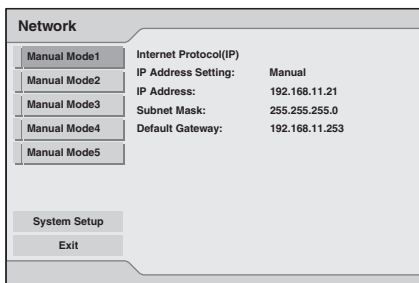 Network
Manual Mode1
Manual Mode2
Manual Mode3
Manual Mode4
Manual Mode5
System Setup
Exit
Internet Protocol(IP)
IP Address Setting: Manual
IP Address: 192.168.11.21
Subnet Mask: 255.255.255.0
Default Gateway: 192.168.11.253